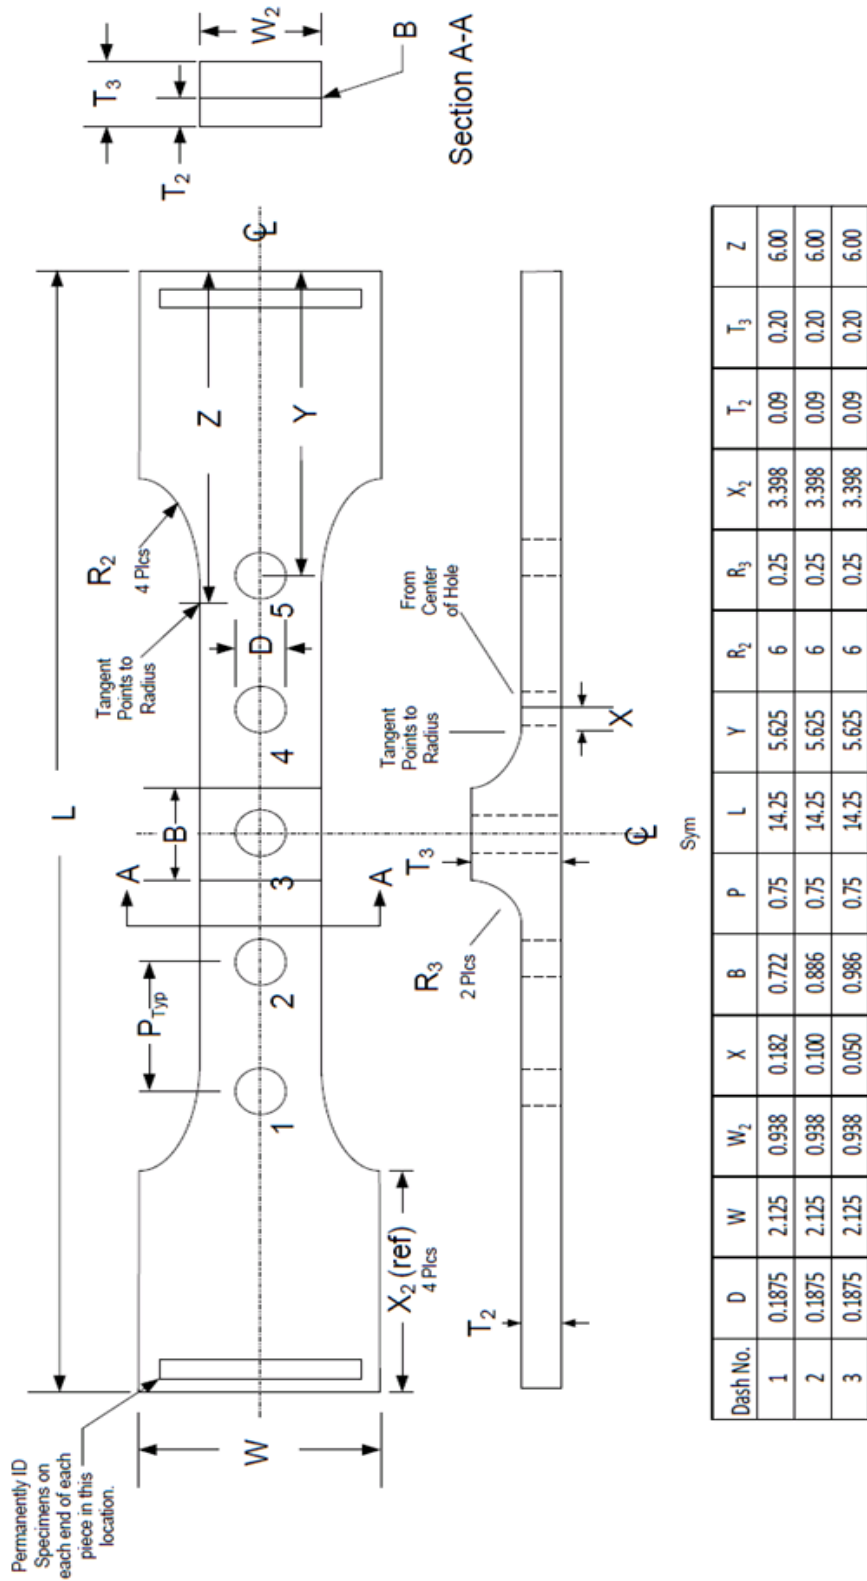 L
Permanently ID
Specimens on
each end of each
piece in this
location.
W
X₂ (ref)
4 Plcs
P Typ
1
2
3
4
5
A
A
B
D
Tangent
Points to
Radius
R₂
4 Plcs
Z
Y
℄
T₂
T₃
W₂
B
Section A-A
T₂
R₃
2 Plcs
T₃
Tangent
Points to
Radius
From
Center
of Hole
X
℄
Sym
Dash No. D W W₂ X B P L Y R₂ R₃ X₂ T₂ T₃ Z
1 0.1875 2.125 0.938 0.182 0.722 0.75 14.25 5.625 6 0.25 3.398 0.09 0.20 6.00
2 0.1875 2.125 0.938 0.100 0.886 0.75 14.25 5.625 6 0.25 3.398 0.09 0.20 6.00
3 0.1875 2.125 0.938 0.050 0.986 0.75 14.25 5.625 6 0.25 3.398 0.09 0.20 6.00